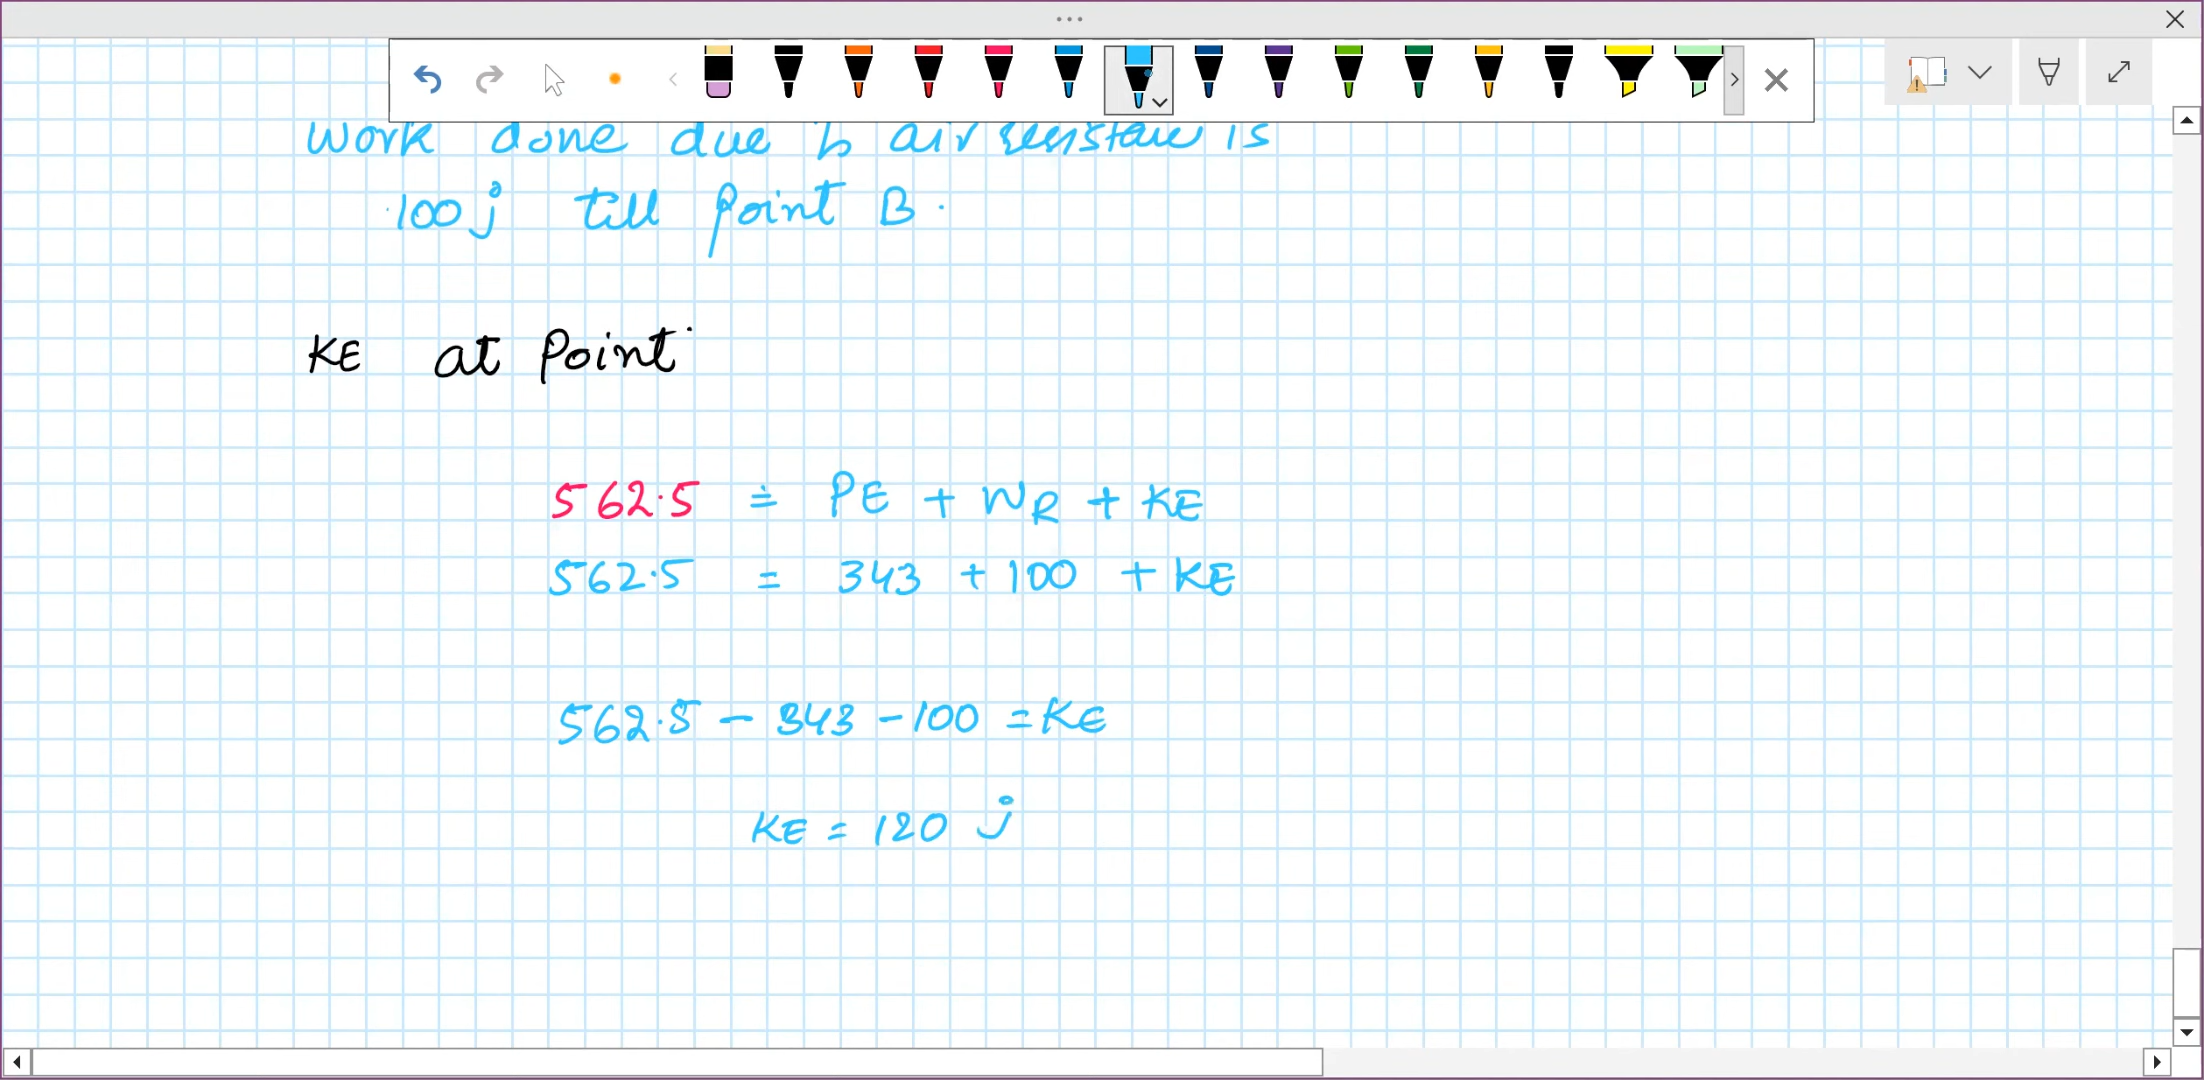 work done due to air resistance is
100 j till point B.
KE at Point
562.5 = PE + WR + KE
562.5 = 343 + 100 + KE
562.5 - 343 - 100 = KE
KE = 120 j